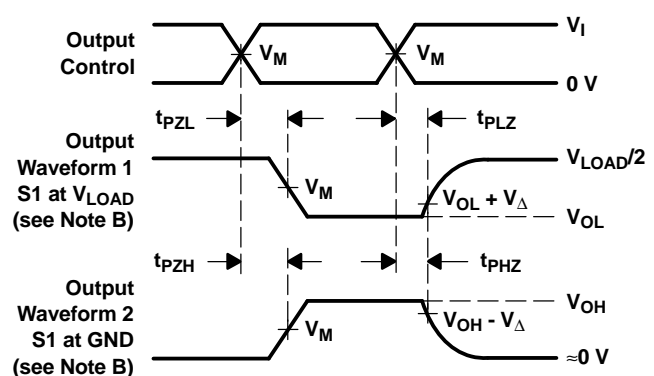 Output
Control
V_I
V_M
V_M
0 V
t_PZL
t_PLZ
Output
Waveform 1
S1 at V_LOAD
(see Note B)
V_LOAD/2
V_M
V_OL + V_Δ
V_OL
t_PZH
t_PHZ
Output
Waveform 2
S1 at GND
(see Note B)
V_OH
V_M
V_OH - V_Δ
≈0 V